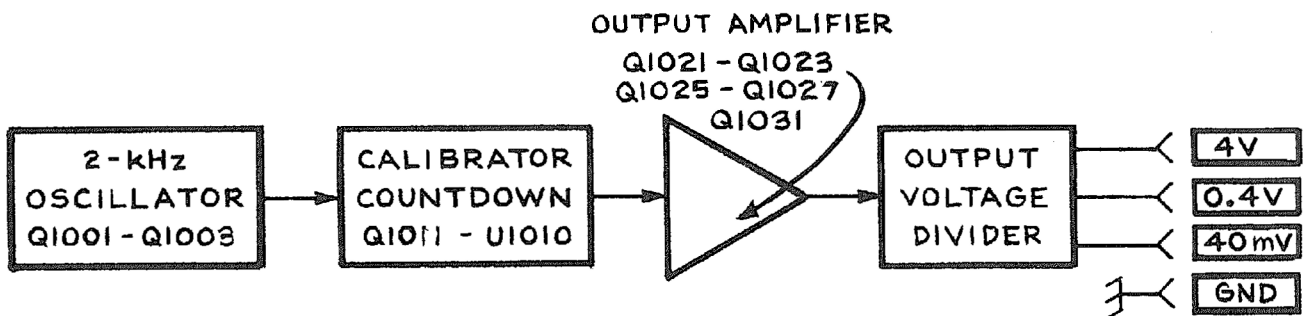 OUTPUT AMPLIFIER
Q1021-Q1023
Q1025-Q1027
Q1031
2-kHz
OSCILLATOR
Q1001-Q1003
CALIBRATOR
COUNTDOWN
Q1011 - U1010
OUTPUT
VOLTAGE
DIVIDER
4V
0.4V
40mV
GND